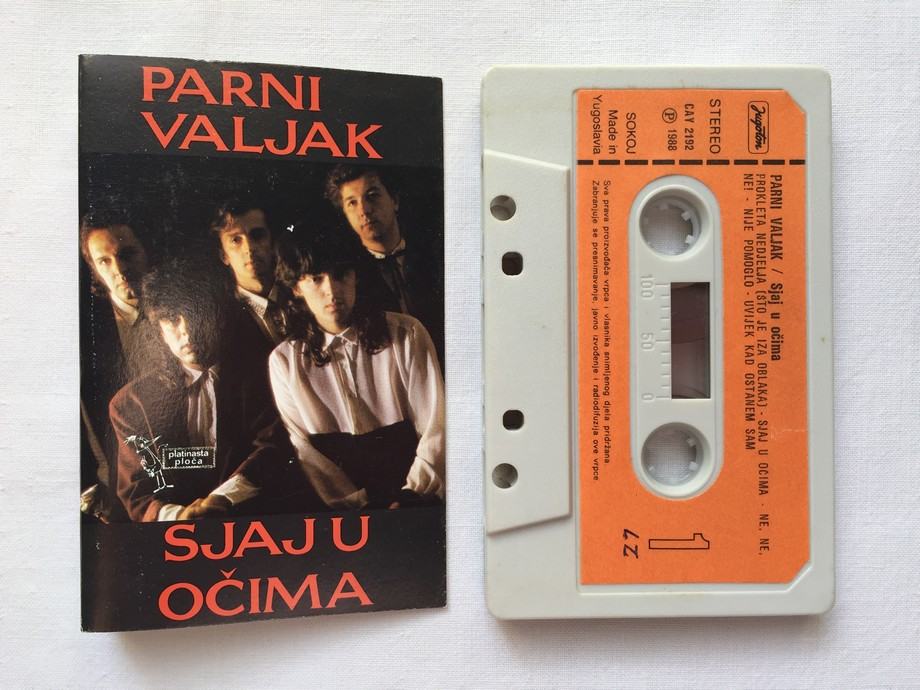 PARNI
VALJAK
platinasta
ploča
SJAJ U
OČIMA
Jugoton
STEREO
CAY 2192
Ⓟ 1988
SOKOJ
Made in
Yugoslavia
PARNI VALJAK / Sjaj u očima
PROKLETA NEDJELJA (ŠTO JE IZA OBLAKA) - SJAJ U OČIMA - NE, NE,
NE! - NIJE POMOGLO - UVIJEK KAD OSTANEM SAM
100 50 0
Sva prava proizvođača vrpca i vlasnika snimljenog djela pridržana.
Zabranjuje se presnimavanje, javno izvođenje i radiodifuzija ove vrpce
1